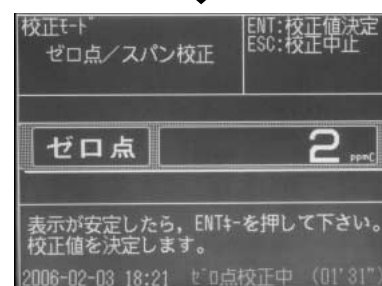 校正ﾓｰﾄﾞ
ゼロ点／スパン校正
ENT:校正値決定
ESC:校正中止
ゼロ点
2 ppmC
表示が安定したら，ENTｷｰを押して下さい。
校正値を決定します。
2006-02-03 18:21 ｾﾞﾛ点校正中 (01'31")